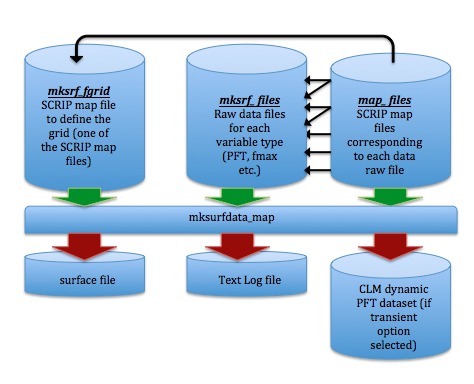 mksrf_fgrid
SCRIP map file
to define the
grid (one of
the SCRIP map
files)
mksrf_files
Raw data files
for each
variable type
(PFT, fmax
etc.)
map_files
SCRIP map
files
corresponding
to each data
raw file
mksurfdata_map
surface file
Text Log file
CLM dynamic
PFT dataset (if
transient
option
selected)